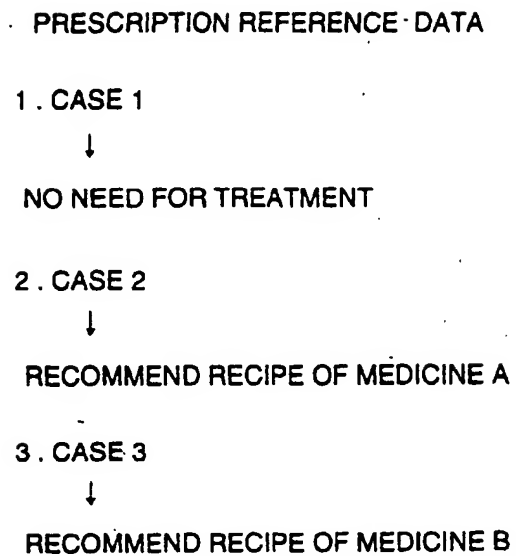 PRESCRIPTION REFERENCE DATA
1 . CASE 1
↓
NO NEED FOR TREATMENT
2 . CASE 2
↓
RECOMMEND RECIPE OF MEDICINE A
3 . CASE 3
↓
RECOMMEND RECIPE OF MEDICINE B